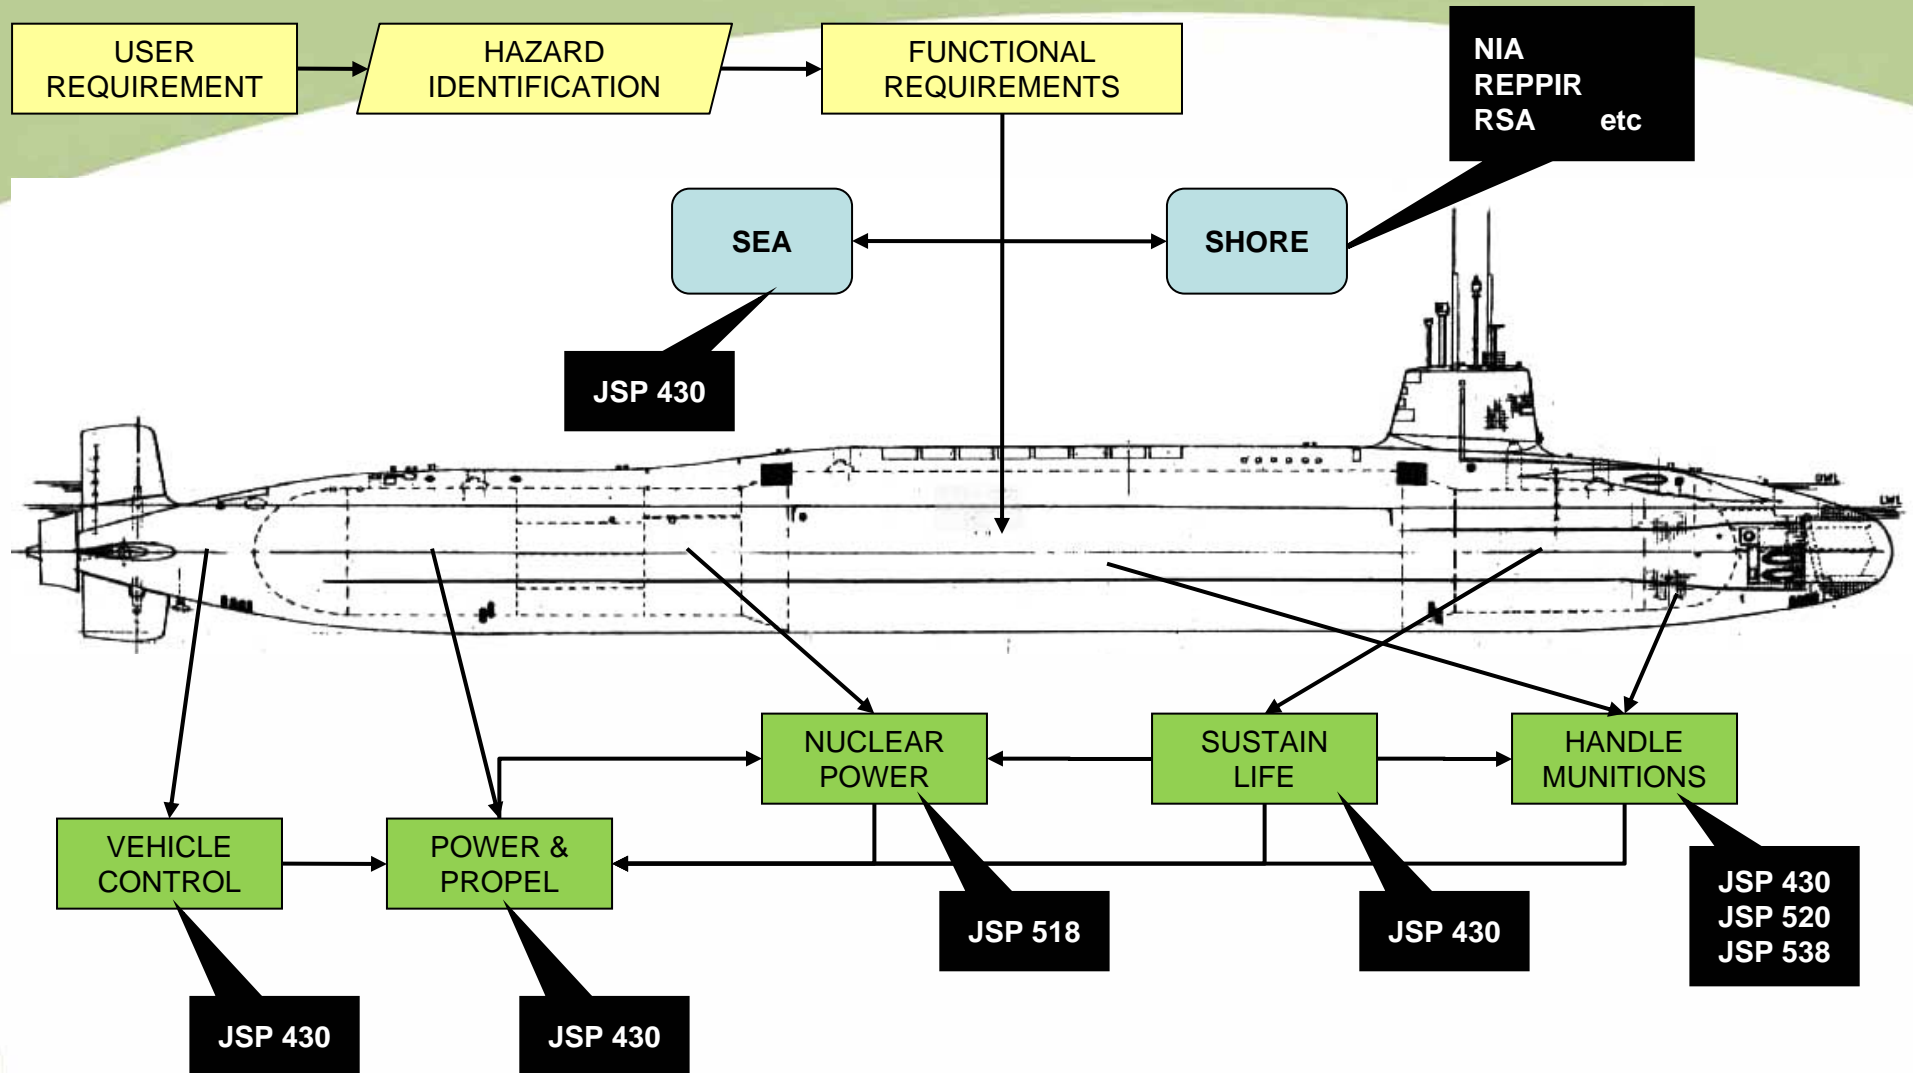 USER
REQUIREMENT
HAZARD
IDENTIFICATION
FUNCTIONAL
REQUIREMENTS
NIA
REPPIR
RSA etc
SEA
SHORE
JSP 430
LWL
NUCLEAR
POWER
SUSTAIN
LIFE
HANDLE
MUNITIONS
VEHICLE
CONTROL
POWER &
PROPEL
JSP 518
JSP 430
JSP 430
JSP 520
JSP 538
JSP 430
JSP 430